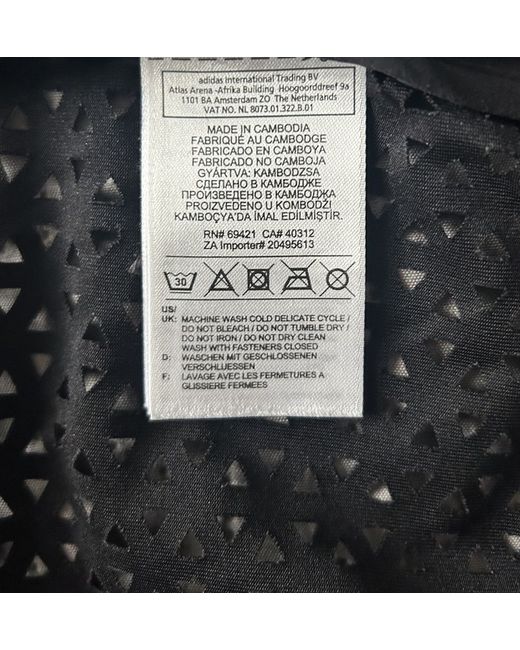 adidas International Trading BV
Atlas Arena -Afrika Building Hoogoorddreef 9a
1101 BA Amsterdam ZO The Netherlands
VAT NO. NL 8073.01.322.B.01
MADE IN CAMBODIA
FABRIQUÉ AU CAMBODGE
FABRICADO EN CAMBOYA
FABRICADO NO CAMBOJA
GYÁRTVA: KAMBODZSA
СДЕЛАНО В КАМБОДЖЕ
ПРОИЗВЕДЕНО В КАМБОДЖЕ
PROIZVEDENO U KOMBODŽI
KAMBOÇYA'DA İMAL EDİLMİŞTİR.
RN# 69421 CA# 40312
ZA Importer# 20495613
30
US/
UK: MACHINE WASH COLD DELICATE CYCLE /
DO NOT BLEACH / DO NOT TUMBLE DRY /
DO NOT IRON / DO NOT DRY CLEAN
WASH WITH FASTENERS CLOSED
D: WASCHEN MIT GESCHLOSSENEN
VERSCHLUESSEN
F: LAVAGE AVEC LES FERMETURES A
GLISSIERE FERMEES